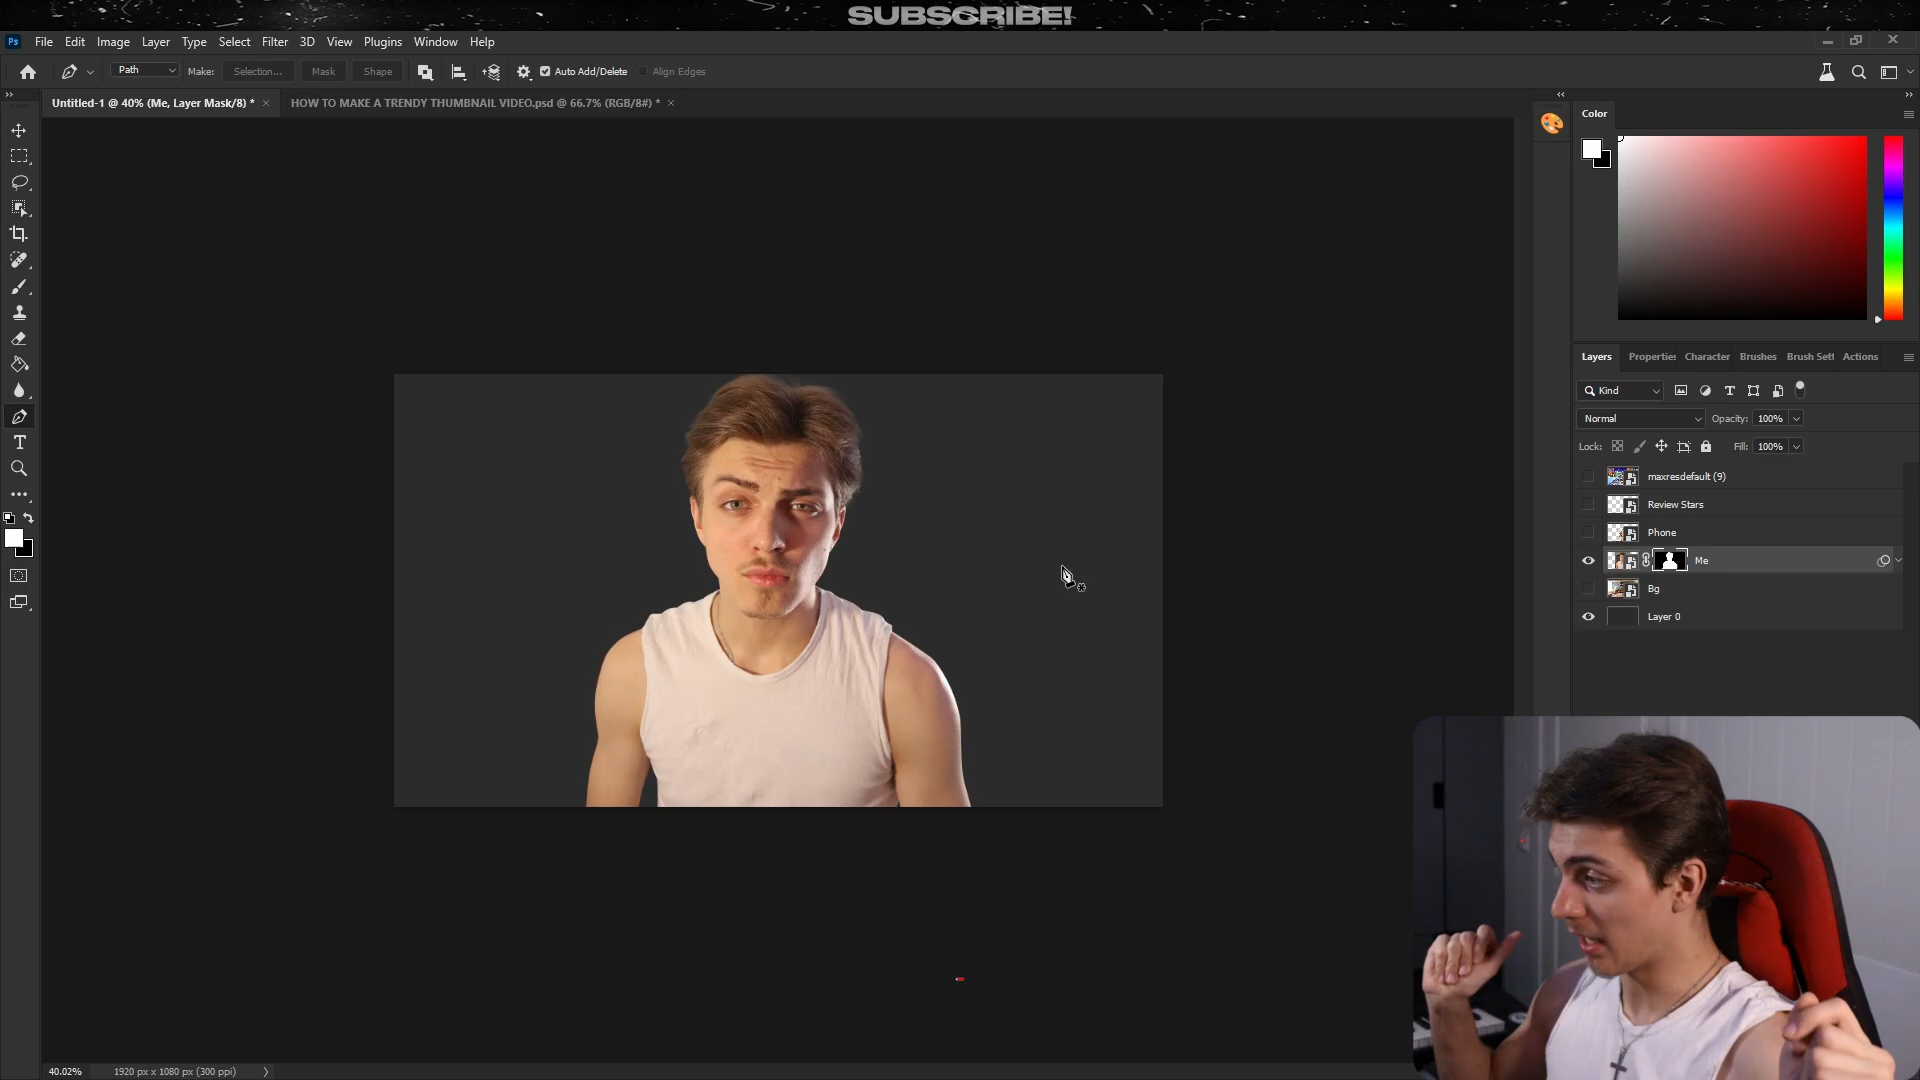 SUBSCRIBE!
Ps File Edit Image Layer Type Select Filter 3D View Plugins Window Help
Path Make: Selection... Mask Shape Auto Add/Delete Align Edges
Untitled-1 @ 40% (Me, Layer Mask/8) * HOW TO MAKE A TRENDY THUMBNAIL VIDEO.psd @ 66.7% (RGB/8#) *
Color
Layers Properties Character Brushes Brush Sett Actions
Kind
Normal Opacity: 100%
Lock: Fill: 100%
maxresdefault (9)
Review Stars
Phone
Me
Bg
Layer 0
40.02% 1920 px x 1080 px (300 ppi)